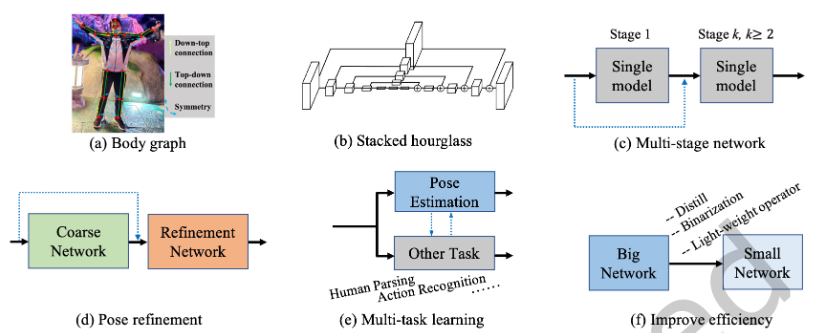 Down-top
connection
Top-down
connection
Symmetry
(a) Body graph
(b) Stacked hourglass
Stage 1
Stage k, k≥ 2
Single
model
Single
model
(c) Multi-stage network
Coarse
Network
Refinement
Network
(d) Pose refinement
Pose
Estimation
Other Task
Human Parsing
Action Recognition
......
(e) Multi-task learning
-- Distill
-- Binarization
-- Light-weight operator
Big
Network
Small
Network
(f) Improve efficiency